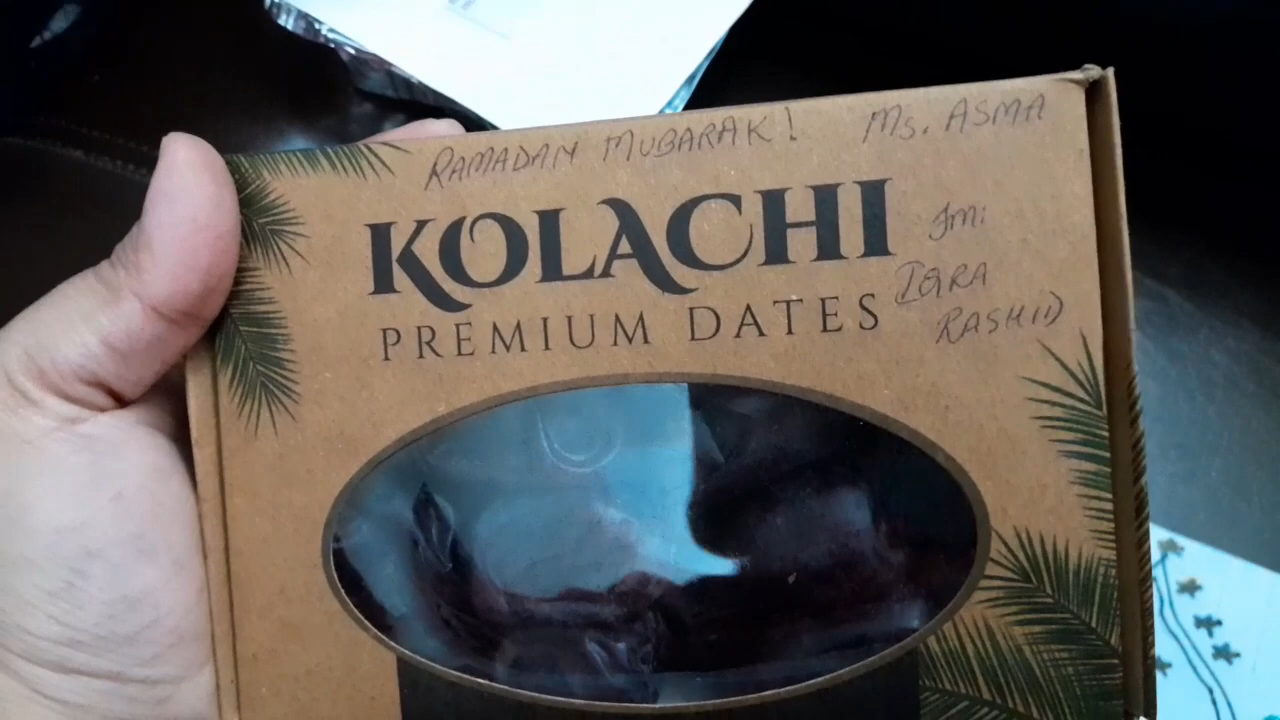 RAMADAN MUBARAK! Ms. ASMA
KOLACHI
PREMIUM DATES
Fm:
IQRA
RASHID